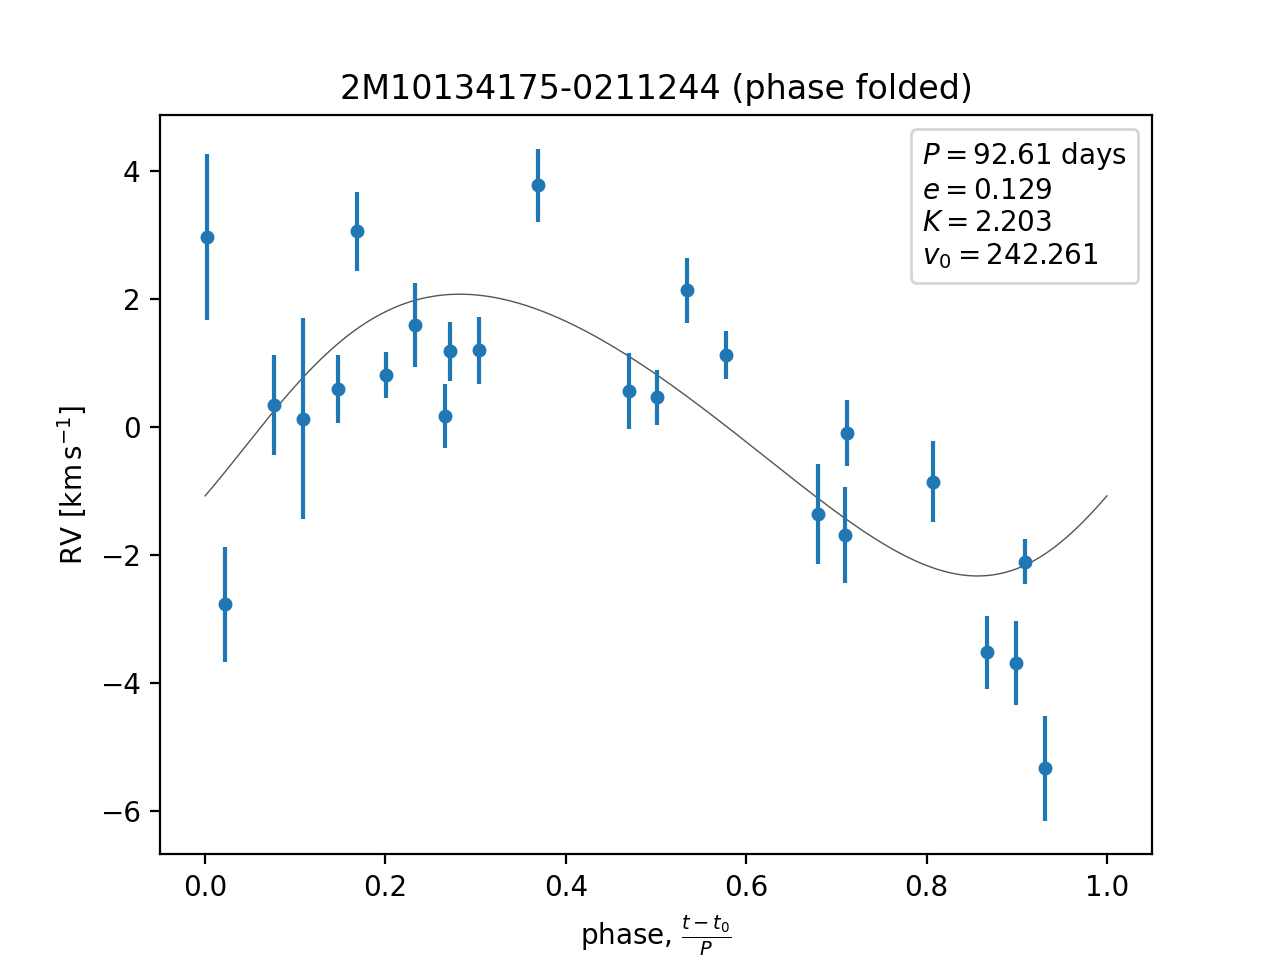 2M10134175-0211244 (phase folded)
P = 92.61 days
e = 0.129
K = 2.203
v₀ = 242.261
4
2
0
−2
−4
−6
RV [km s⁻¹]
0.0 0.2 0.4 0.6 0.8 1.0
phase, (t − t₀)/P